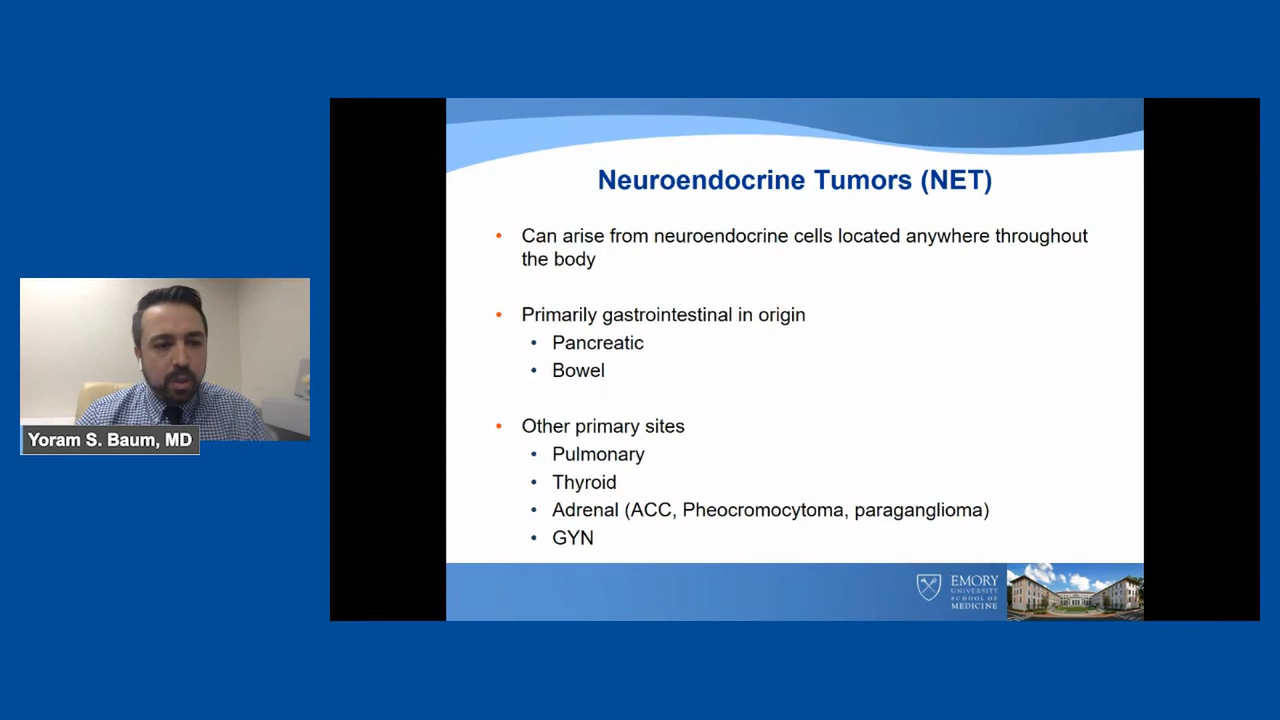 Neuroendocrine Tumors (NET)
• Can arise from neuroendocrine cells located anywhere throughout
the body
• Primarily gastrointestinal in origin
• Pancreatic
• Bowel
• Other primary sites
• Pulmonary
• Thyroid
• Adrenal (ACC, Pheocromocytoma, paraganglioma)
• GYN
Yoram S. Baum, MD
EMORY
UNIVERSITY
SCHOOL OF
MEDICINE